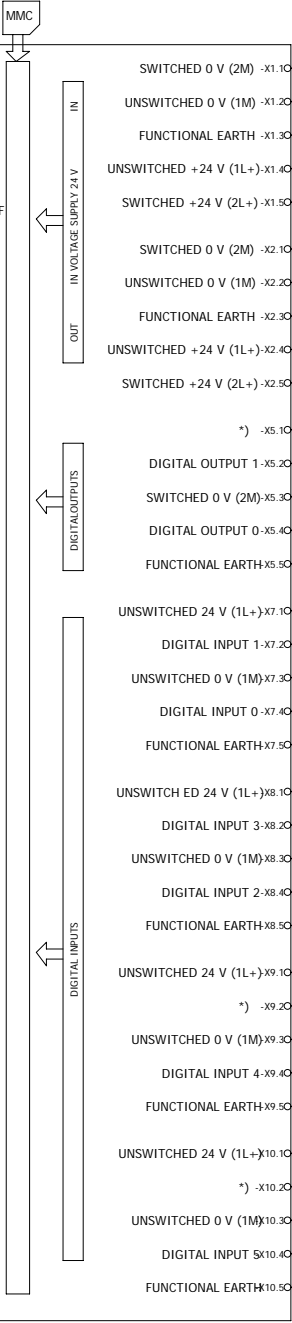 MMC
SWITCHED 0 V (2M) -X1.1
IN
UNSWITCHED 0 V (1M) -X1.2
FUNCTIONAL EARTH -X1.3
UNSWITCHED +24 V (1L+) -X1.4
SWITCHED +24 V (2L+) -X1.5
IN VOLTAGE SUPPLY 24 V
SWITCHED 0 V (2M) -X2.1
UNSWITCHED 0 V (1M) -X2.2
FUNCTIONAL EARTH -X2.3
OUT
UNSWITCHED +24 V (1L+) -X2.4
SWITCHED +24 V (2L+) -X2.5
*) -X5.1
DIGITAL OUTPUT 1 -X5.2
DIGITALOUTPUTS
SWITCHED 0 V (2M) -X5.3
DIGITAL OUTPUT 0 -X5.4
FUNCTIONAL EARTH -X5.5
UNSWITCHED 24 V (1L+) -X7.1
DIGITAL INPUT 1 -X7.2
UNSWITCHED 0 V (1M) -X7.3
DIGITAL INPUT 0 -X7.4
FUNCTIONAL EARTH -X7.5
UNSWITCH ED 24 V (1L+) -X8.1
DIGITAL INPUT 3 -X8.2
UNSWITCHED 0 V (1M) -X8.3
DIGITAL INPUT 2 -X8.4
FUNCTIONAL EARTH -X8.5
DIGITAL INPUTS
UNSWITCHED 24 V (1L+) -X9.1
*) -X9.2
UNSWITCHED 0 V (1M) -X9.3
DIGITAL INPUT 4 -X9.4
FUNCTIONAL EARTH -X9.5
UNSWITCHED 24 V (1L+) -X10.1
*) -X10.2
UNSWITCHED 0 V (1M) -X10.3
DIGITAL INPUT 5 -X10.4
FUNCTIONAL EARTH -X10.5